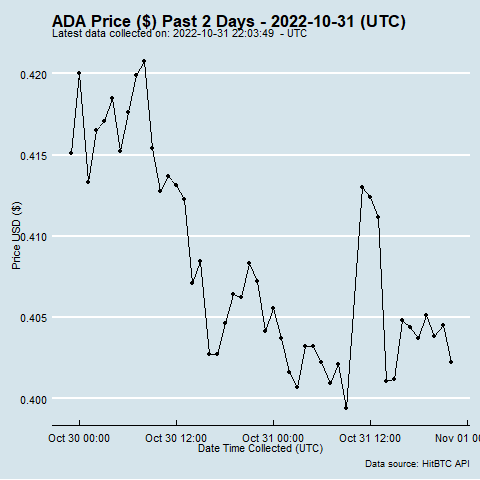 ADA Price ($) Past 2 Days - 2022-10-31 (UTC)
Latest data collected on: 2022-10-31 22:03:49 - UTC
0.420
0.415
0.410
0.405
0.400
Price USD ($)
Oct 30 00:00 Oct 30 12:00 Oct 31 00:00 Oct 31 12:00 Nov 01 0
Date Time Collected (UTC)
Data source: HitBTC API